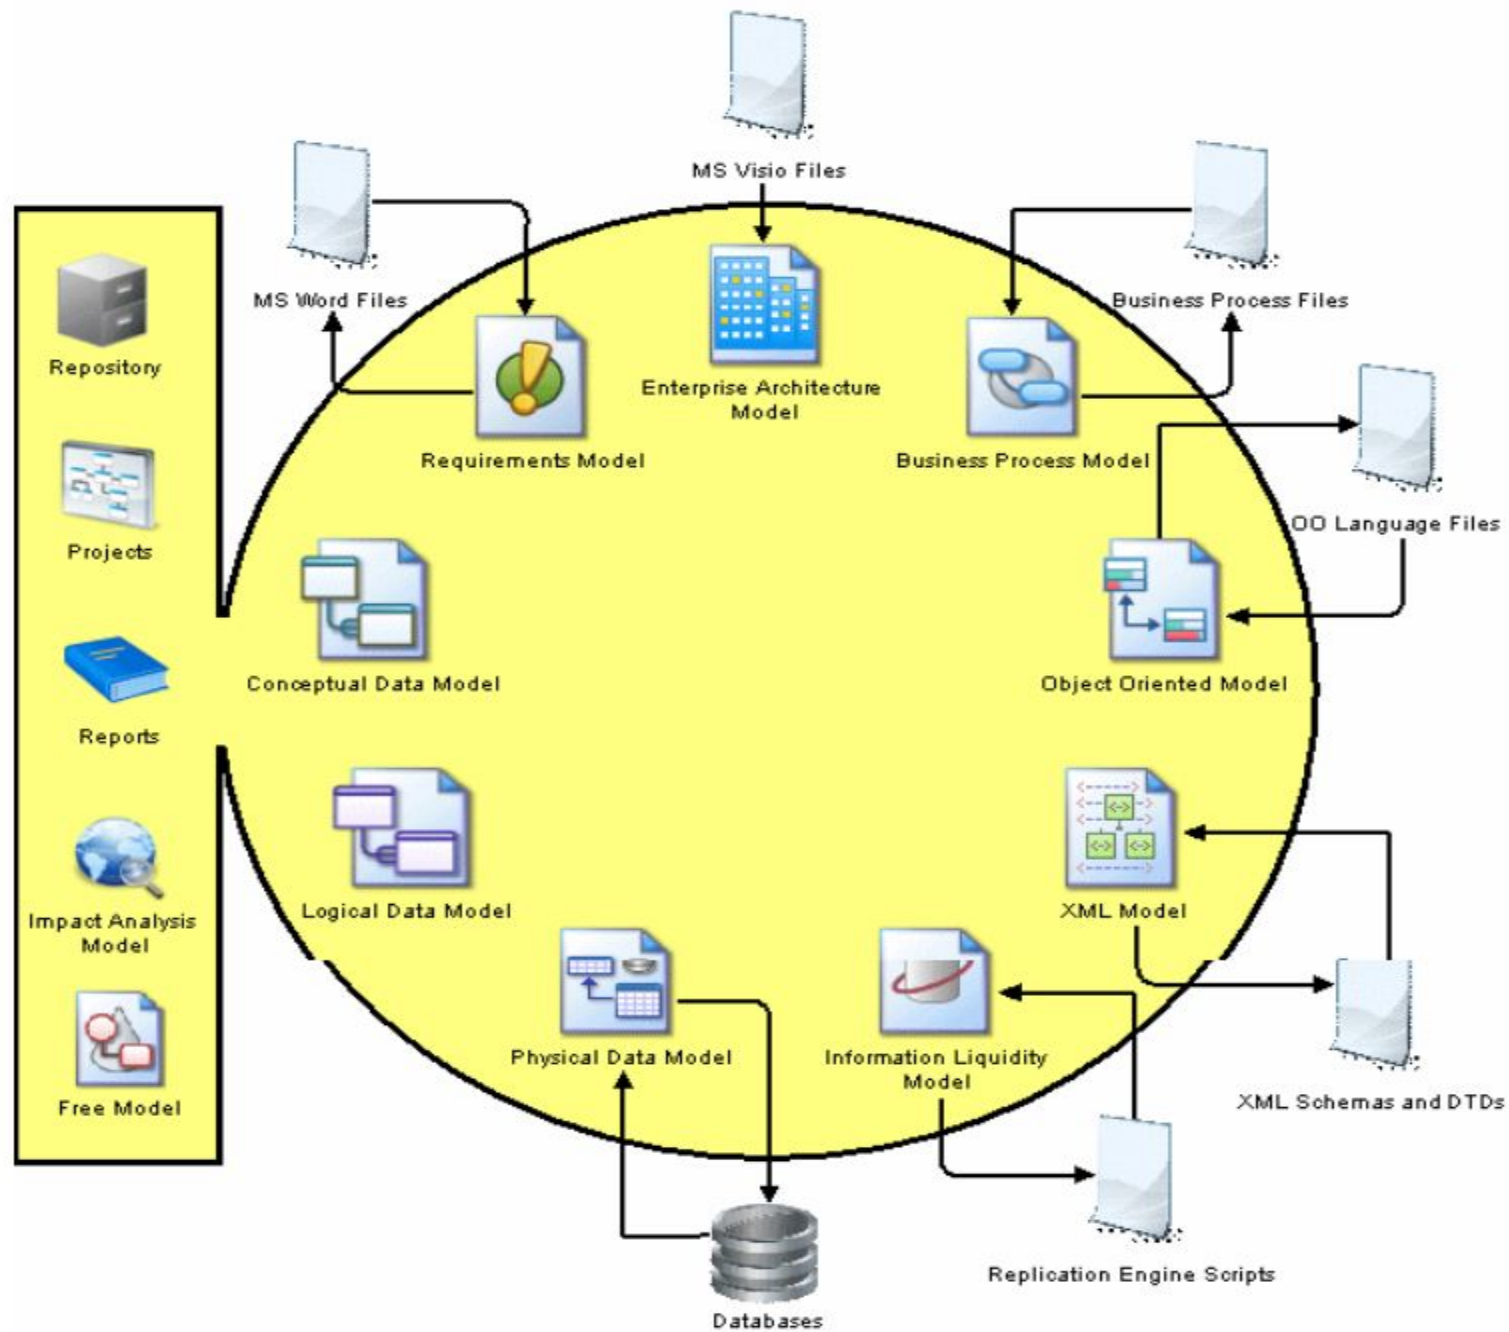 MS Visio Files
MS Word Files
Business Process Files
Repository
Enterprise Architecture
Model
Requirements Model
Business Process Model
OO Language Files
Projects
Conceptual Data Model
Object Oriented Model
Reports
Logical Data Model
XML Model
Impact Analysis
Model
Physical Data Model
Information Liquidity
Model
Free Model
XML Schemas and DTDs
Replication Engine Scripts
Databases